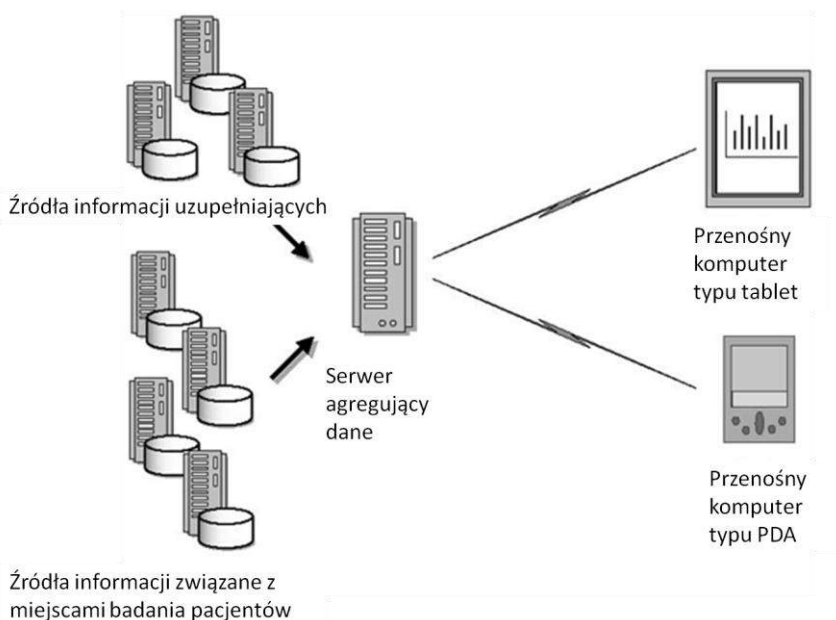 Źródła informacji uzupełniających
Przenośny
komputer
typu tablet
Serwer
agregujący
dane
Przenośny
komputer
typu PDA
Źródła informacji związane z
miejscami badania pacjentów